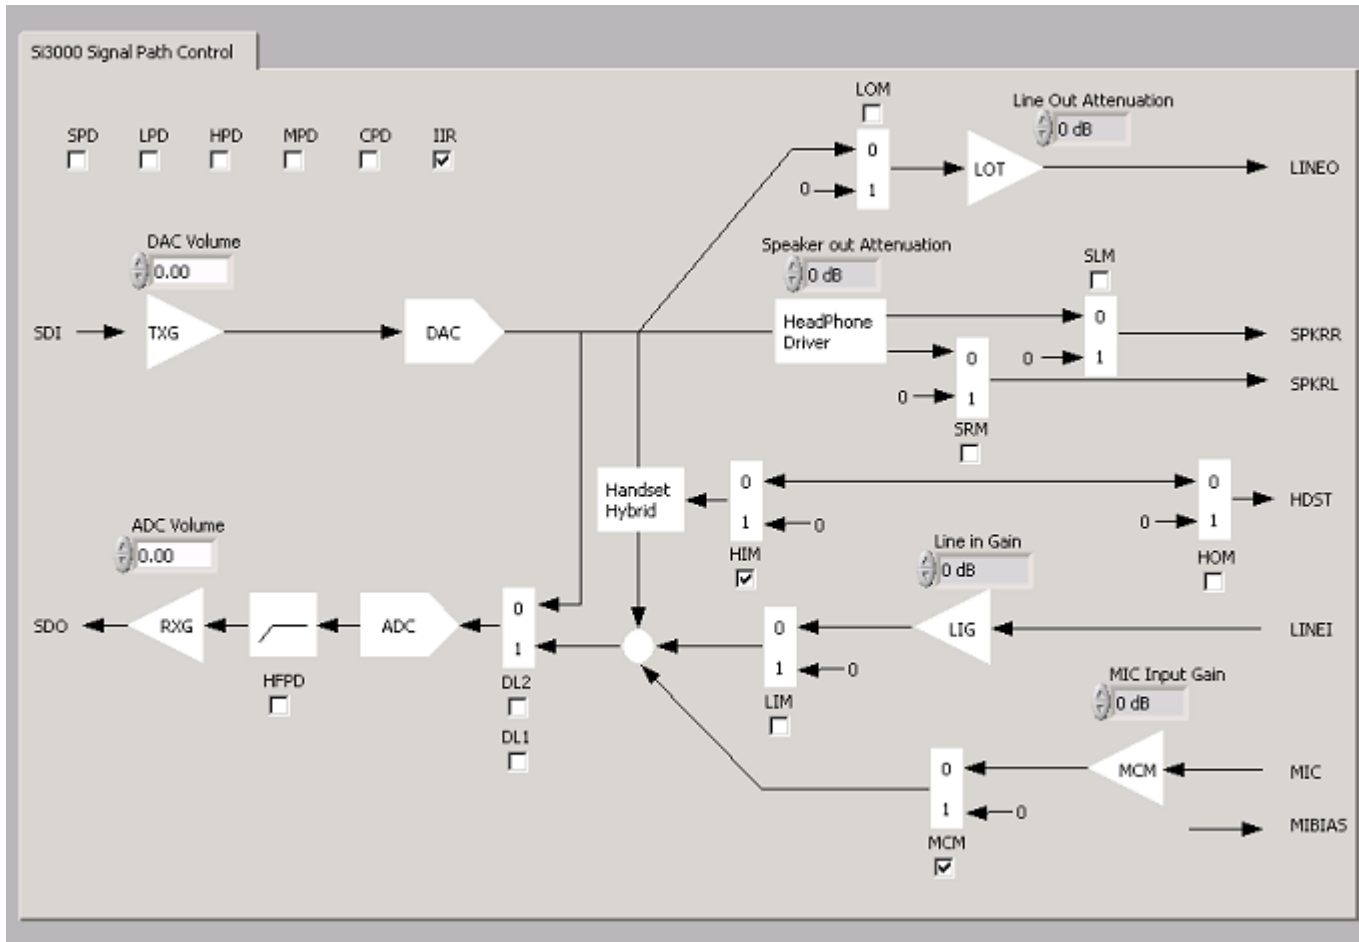 Si3000 Signal Path Control
LOM
Line Out Attenuation
0 dB
SPD LPD HPD MPD CPD IIR
0
LOT
LINEO
0 1
DAC Volume
0.00
Speaker out Attenuation
0 dB
SLM
SDI
TXG
DAC
HeadPhone
Driver
0
SPKRR
0
0 1
SPKRL
0 1
SRM
Handset
Hybrid
0
0
HDST
1 0
0 1
ADC Volume
0.00
HIM
Line in Gain
0 dB
HOM
SDO
RXG
ADC
0
0
LIG
LINEI
1
1 0
HFPD
DL2
LIM
MIC Input Gain
0 dB
DL1
0
MCM
MIC
1 0
MIBIAS
MCM